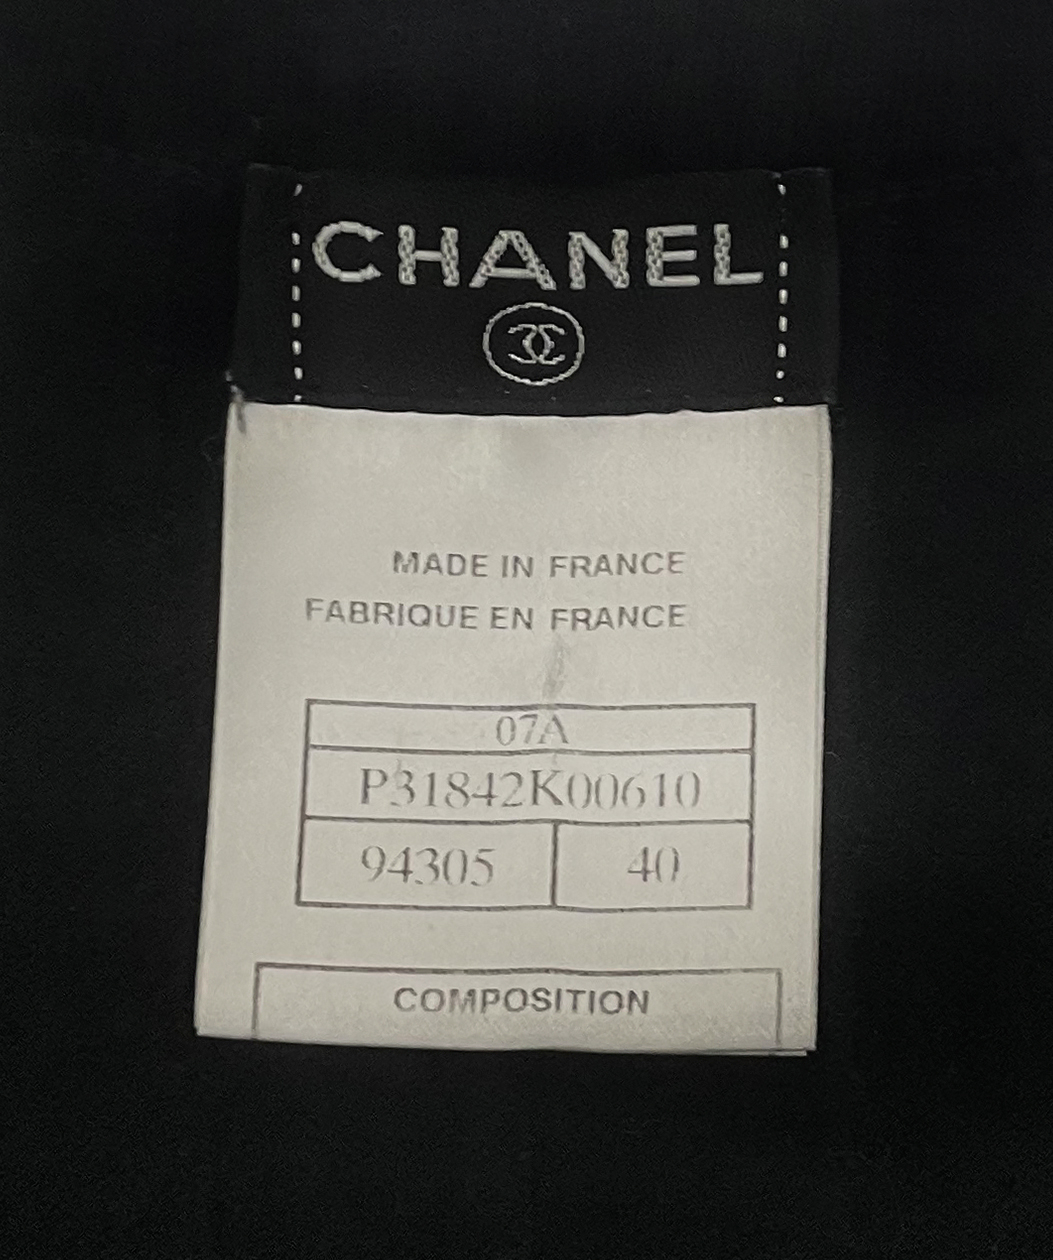 CHANEL
MADE IN FRANCE
FABRIQUE EN FRANCE
07A
P31842K00610
94305 40
COMPOSITION